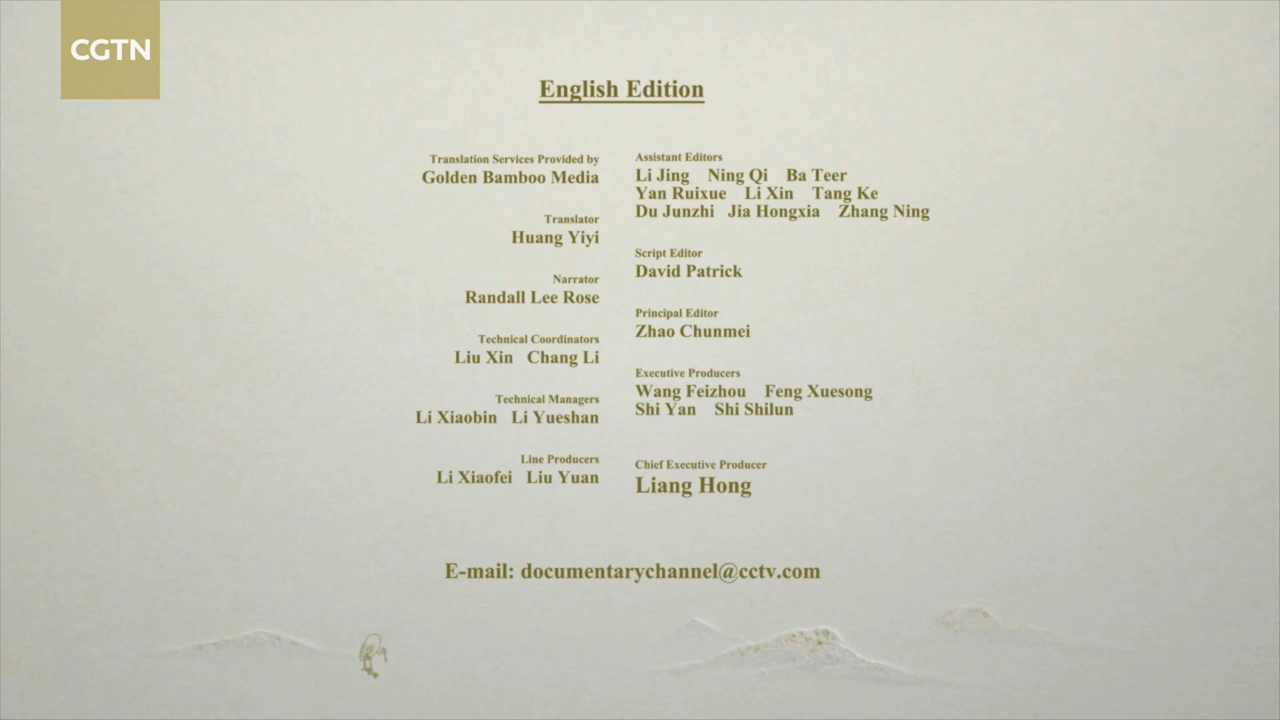 CGTN
English Edition
Translation Services Provided by
Golden Bamboo Media
Translator
Huang Yiyi
Narrator
Randall Lee Rose
Technical Coordinators
Liu Xin Chang Li
Technical Managers
Li Xiaobin Li Yueshan
Line Producers
Li Xiaofei Liu Yuan
Assistant Editors
Li Jing Ning Qi Ba Teer
Yan Ruixue Li Xin Tang Ke
Du Junzhi Jia Hongxia Zhang Ning
Script Editor
David Patrick
Principal Editor
Zhao Chunmei
Executive Producers
Wang Feizhou Feng Xuesong
Shi Yan Shi Shilun
Chief Executive Producer
Liang Hong
E-mail: documentarychannel@cctv.com